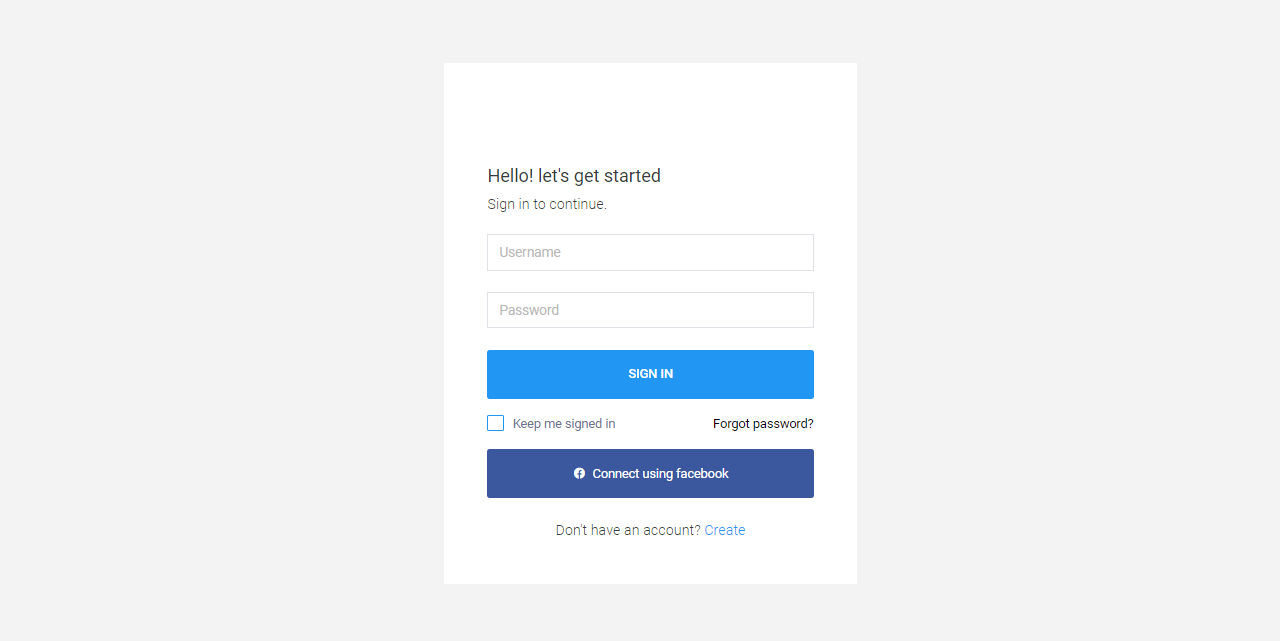 Hello! let's get started
Sign in to continue.
Username
Password
SIGN IN
Keep me signed in Forgot password?
Connect using facebook
Don't have an account? Create